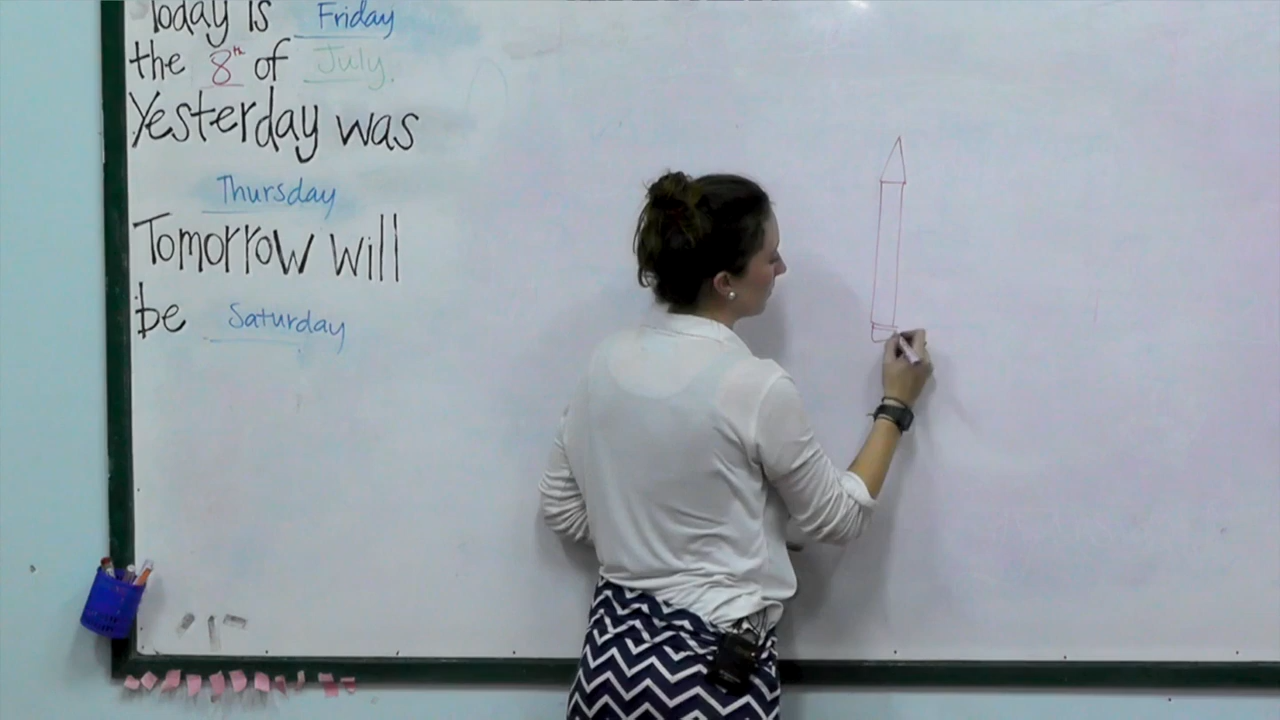 Today is Friday
the 8th of July.
Yesterday was
Thursday
Tomorrow will
be Saturday